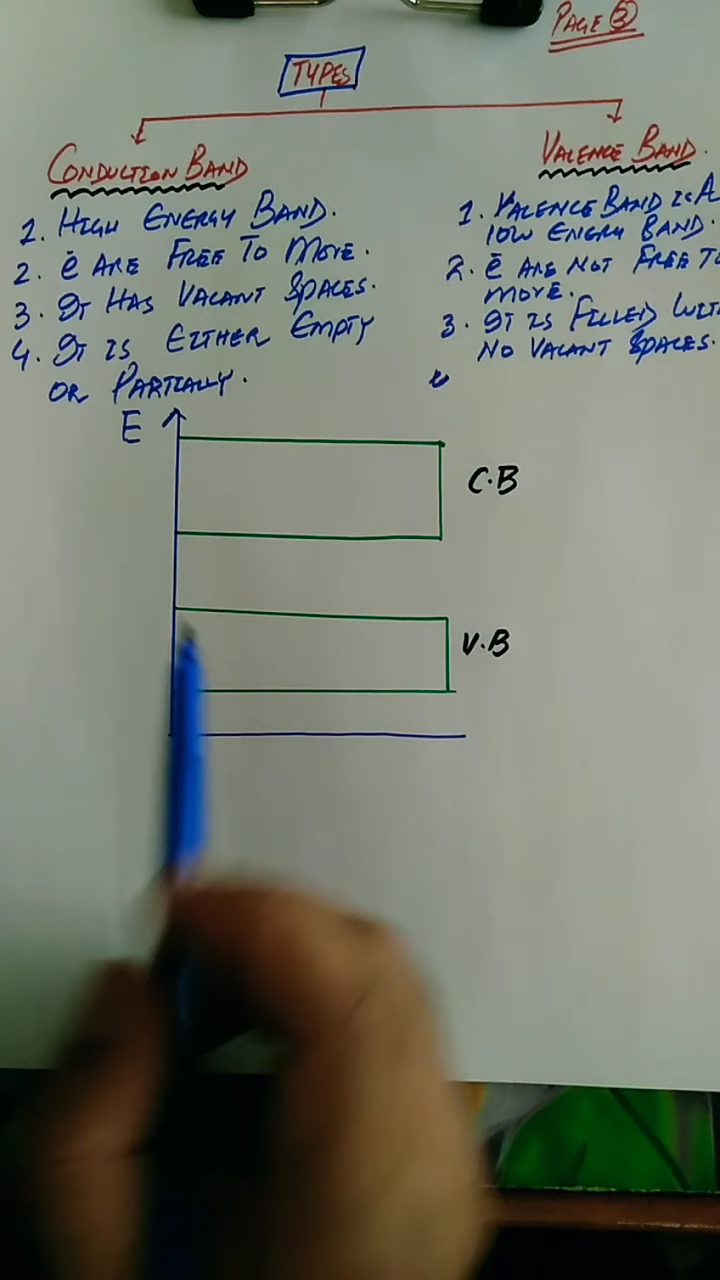 PAGE 3
TYPES
CONDUCTION BAND
1. HIGH ENERGY BAND.
2. ē ARE FREE TO MOVE.
3. IT HAS VACANT SPACES.
4. IT IS EITHER EMPTY
OR PARTIALLY.
VALENCE BAND.
1. VALENCE BAND IS A
LOW ENERGY BAND.
2. ē ARE NOT FREE TO
MOVE.
3. IT IS FILLED WITH
NO VACANT SPACES.
E
C.B
V.B